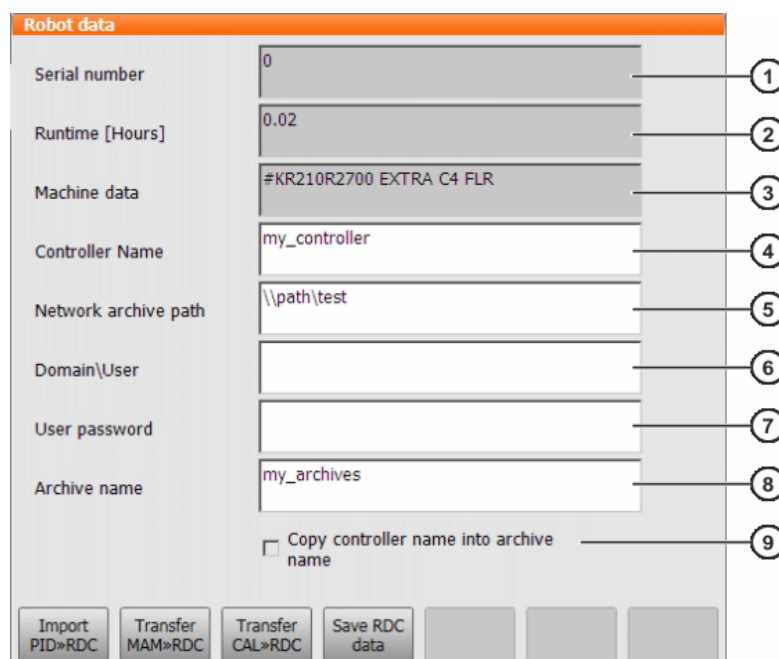 Robot data
Serial number
0
1
Runtime [Hours]
0.02
2
Machine data
#KR210R2700 EXTRA C4 FLR
3
Controller Name
my_controller
4
Network archive path
\\path\test
5
Domain\User
6
User password
7
Archive name
my_archives
8
Copy controller name into archive
name
9
Import
PID»RDC
Transfer
MAM»RDC
Transfer
CAL»RDC
Save RDC
data